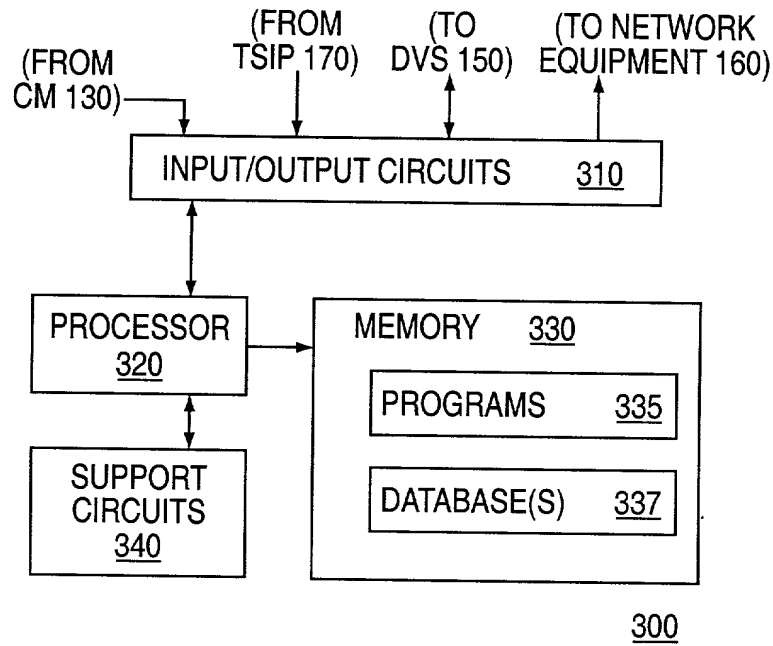 (FROM CM 130)
(FROM TSIP 170)
(TO DVS 150)
(TO NETWORK EQUIPMENT 160)
INPUT/OUTPUT CIRCUITS 310
PROCESSOR
320
MEMORY 330
PROGRAMS 335
DATABASE(S) 337
SUPPORT
CIRCUITS
340
300